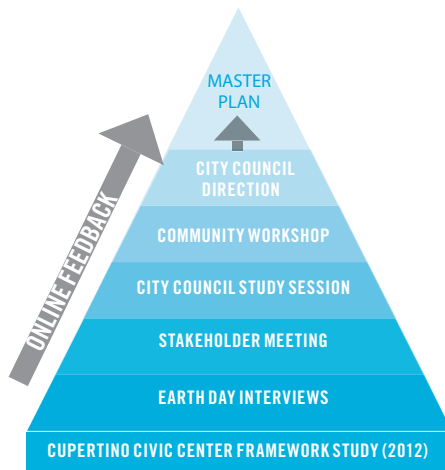 MASTER
PLAN
CITY COUNCIL
DIRECTION
COMMUNITY WORKSHOP
CITY COUNCIL STUDY SESSION
STAKEHOLDER MEETING
EARTH DAY INTERVIEWS
CUPERTINO CIVIC CENTER FRAMEWORK STUDY (2012)
ONLINE FEEDBACK